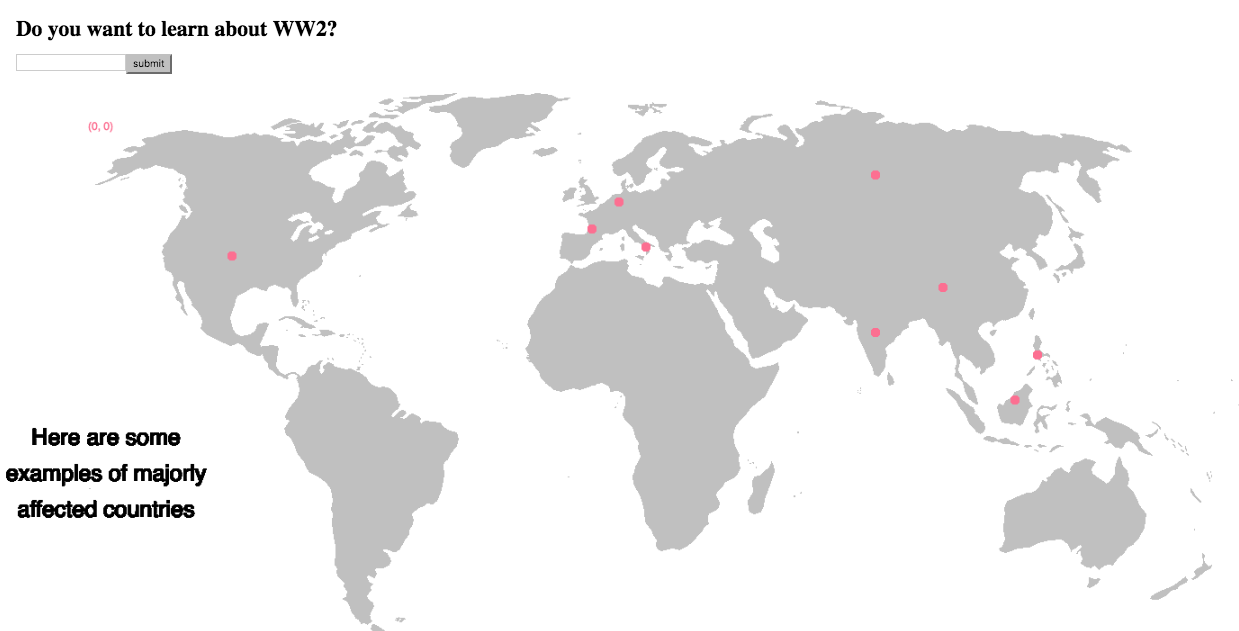 Do you want to learn about WW2?
submit
(0, 0)
Here are some
examples of majorly
affected countries